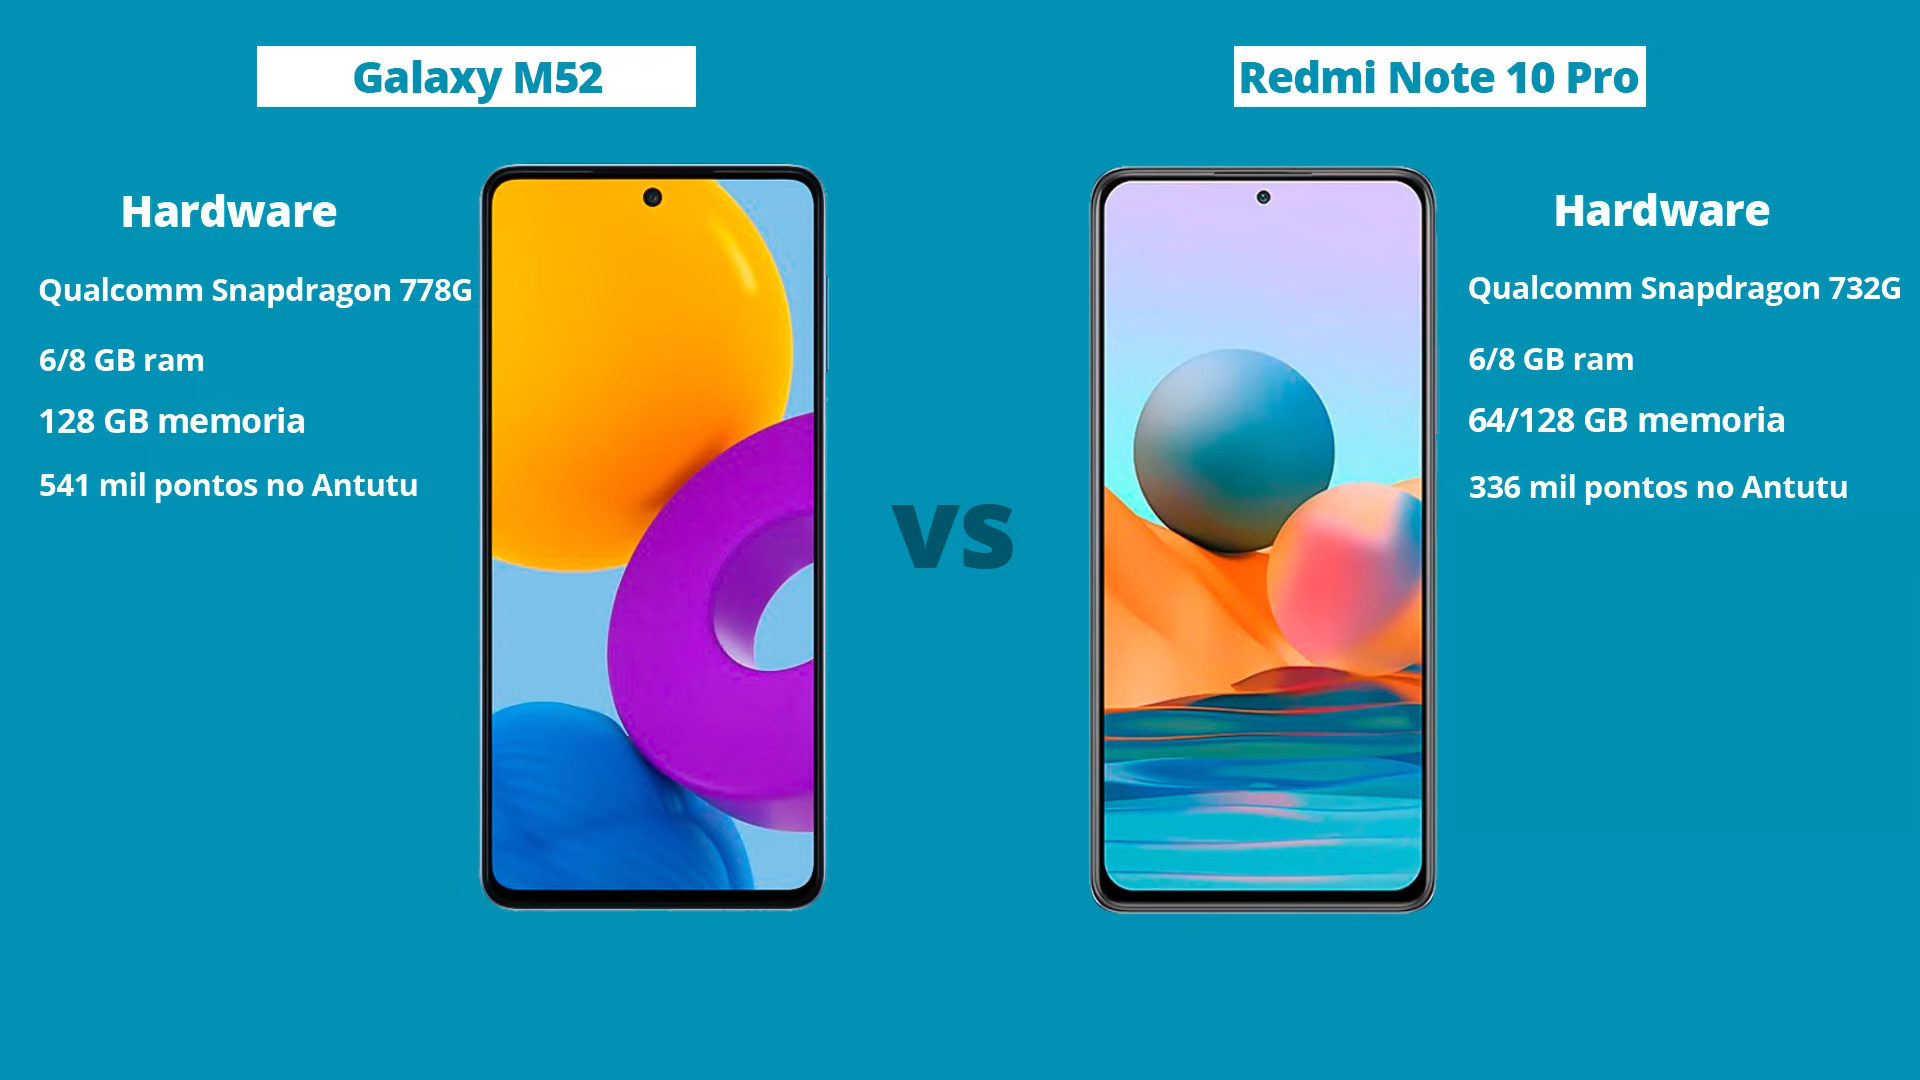 Galaxy M52
Hardware
Qualcomm Snapdragon 778G
6/8 GB ram
128 GB memoria
541 mil pontos no Antutu
VS
Redmi Note 10 Pro
Hardware
Qualcomm Snapdragon 732G
6/8 GB ram
64/128 GB memoria
336 mil pontos no Antutu